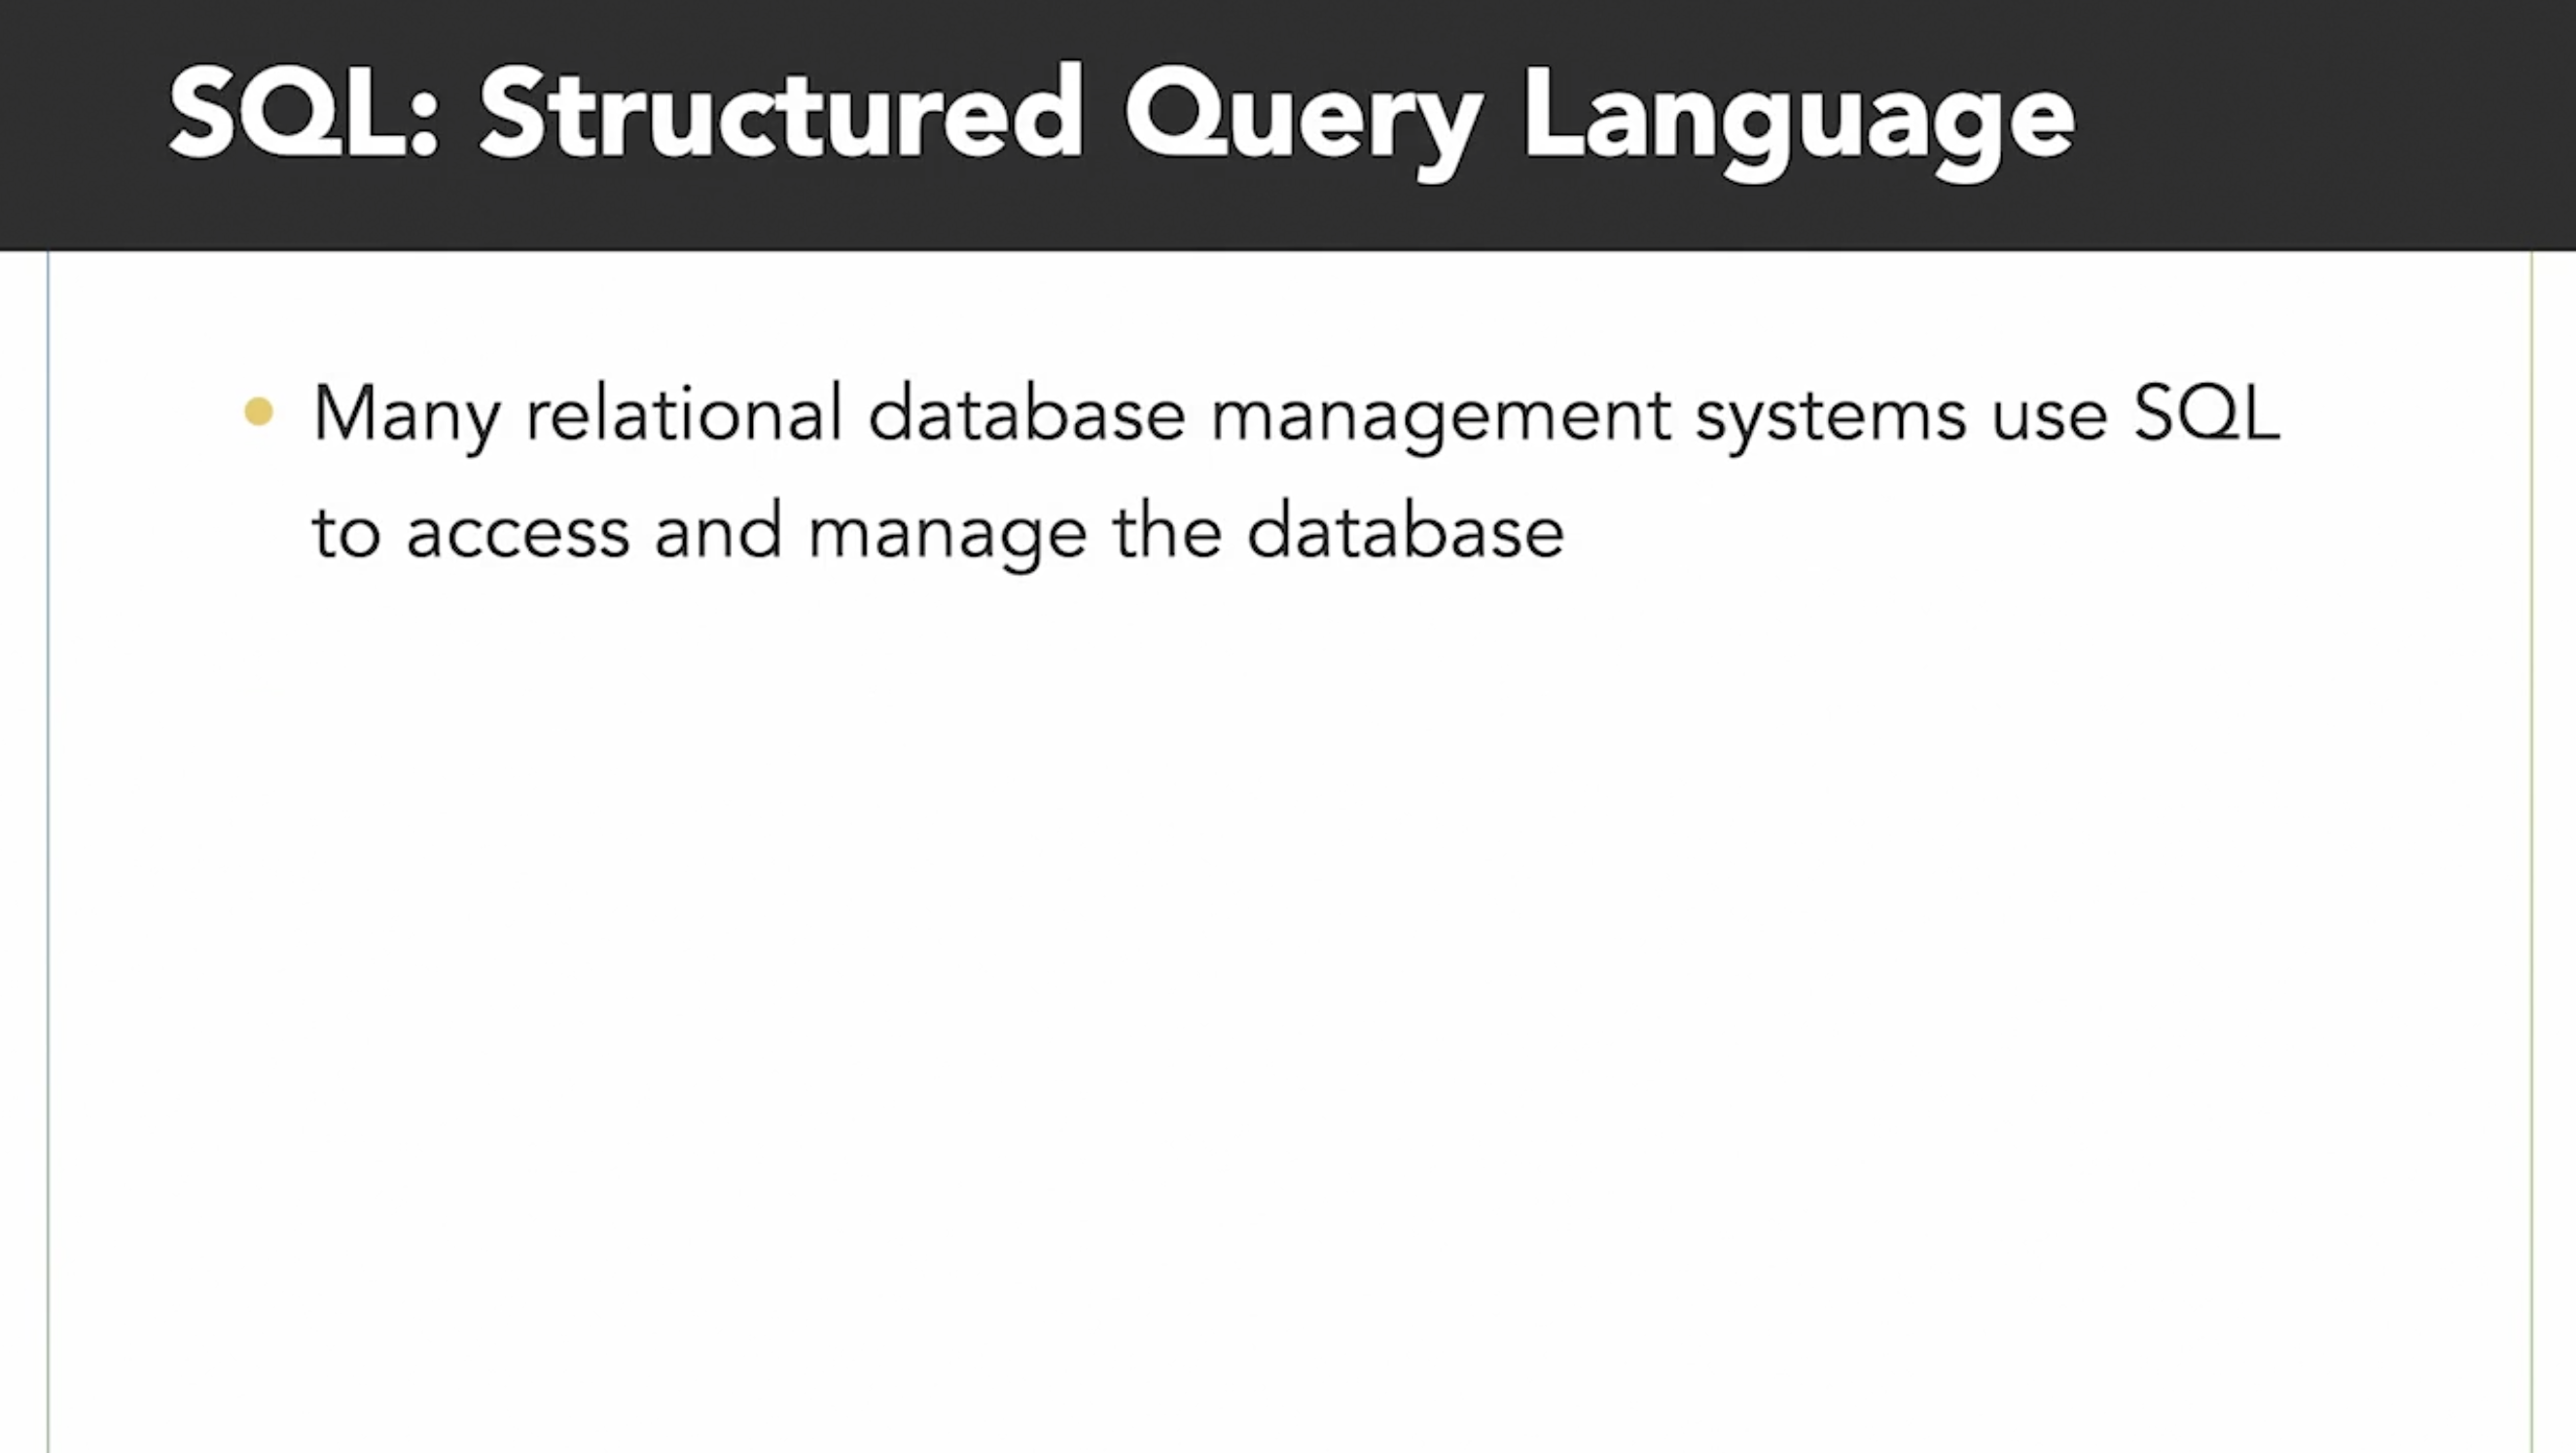 SQL: Structured Query Language
• Many relational database management systems use SQL
to access and manage the database